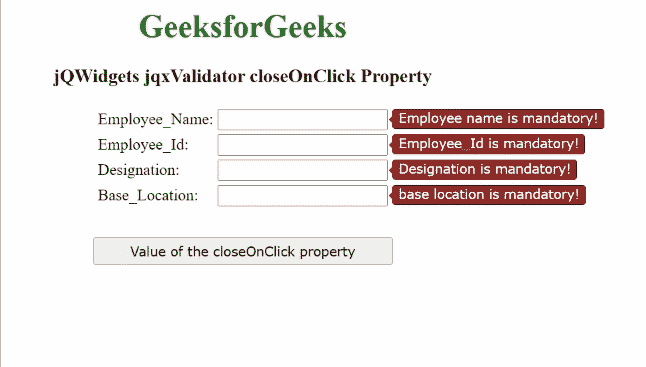 GeeksforGeeks
jQWidgets jqxValidator closeOnClick Property
Employee_Name: Employee name is mandatory!
Employee_Id: Employee_Id is mandatory!
Designation: Designation is mandatory!
Base_Location: base location is mandatory!
Value of the closeOnClick property